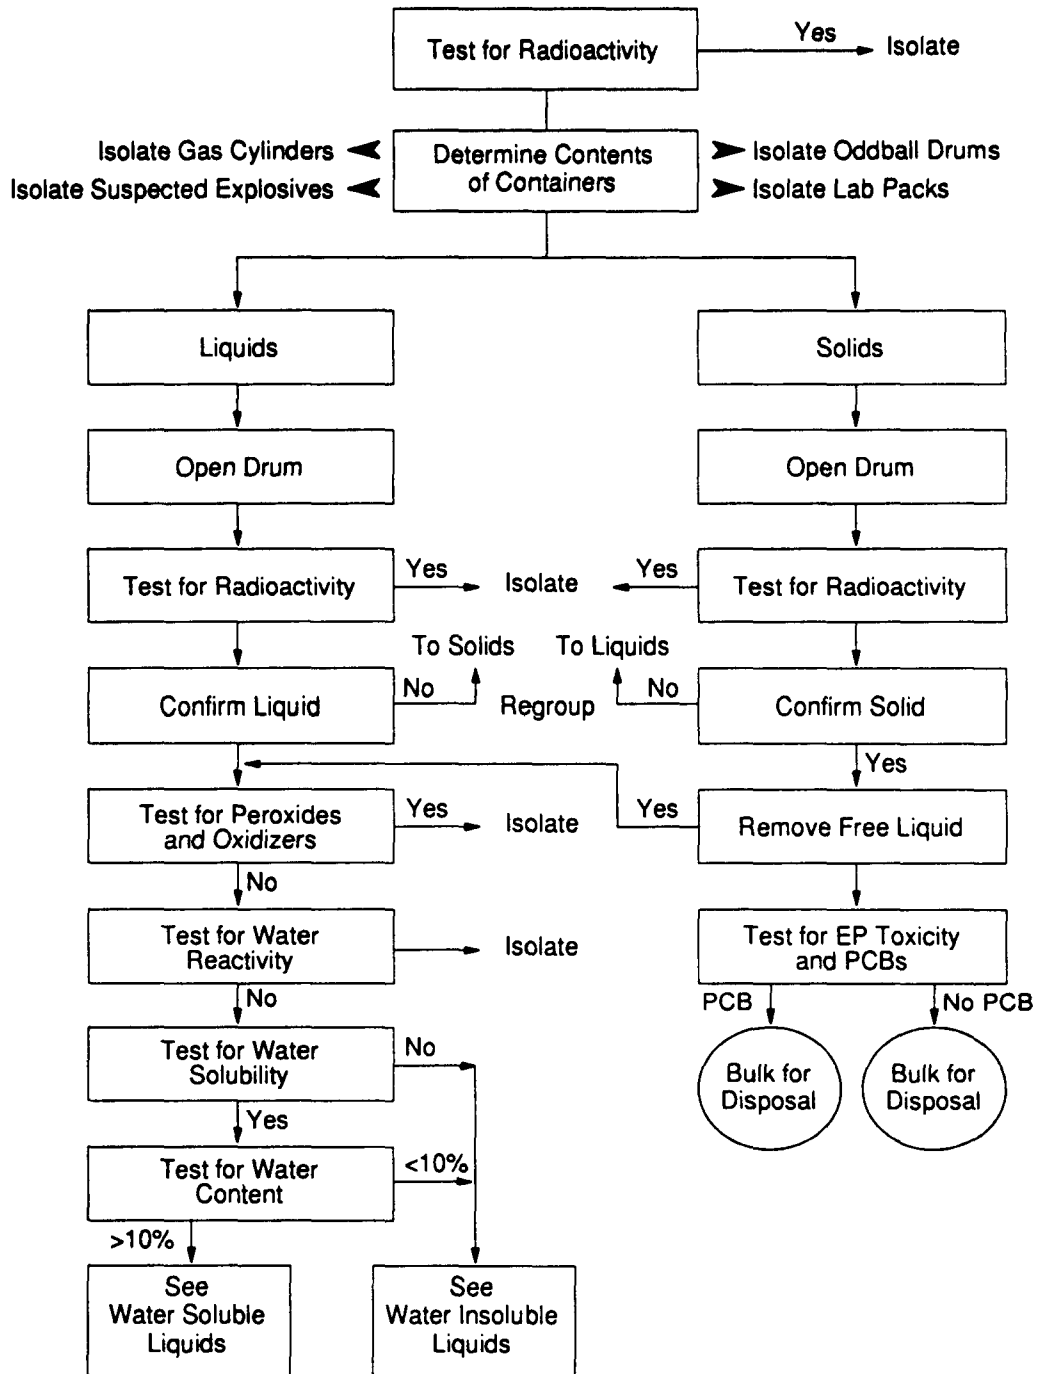 Test for Radioactivity
Yes
Isolate
Isolate Gas Cylinders
Isolate Suspected Explosives
Determine Contents
of Containers
Isolate Oddball Drums
Isolate Lab Packs
Liquids
Solids
Open Drum
Open Drum
Test for Radioactivity
Yes
Isolate
Yes
Test for Radioactivity
To Solids
To Liquids
Confirm Liquid
No
Regroup
No
Confirm Solid
Yes
Test for Peroxides
and Oxidizers
Yes
Isolate
Yes
Remove Free Liquid
No
Test for Water
Reactivity
Isolate
Test for EP Toxicity
and PCBs
No
PCB
No PCB
Test for Water
Solubility
No
Bulk for
Disposal
Bulk for
Disposal
Yes
Test for Water
Content
<10%
>10%
See
Water Soluble
Liquids
See
Water Insoluble
Liquids